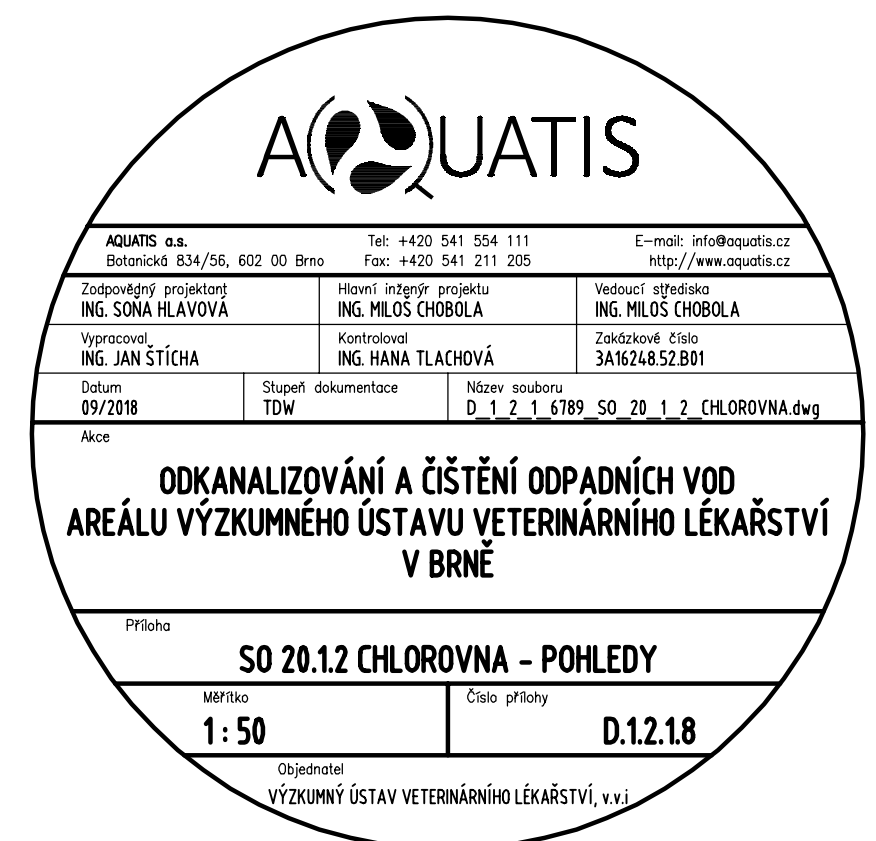 AQUATIS
AQUATIS a.s. Tel: +420 541 554 111 E-mail: info@aquatis.cz
Botanická 834/56, 602 00 Brno Fax: +420 541 211 205 http://www.aquatis.cz
Zodpovědný projektant Hlavní inženýr projektu Vedoucí střediska
ING. SOŇA HLAVOVÁ ING. MILOŠ CHOBOLA ING. MILOŠ CHOBOLA
Vypracoval Kontroloval Zakázkové číslo
ING. JAN ŠTÍCHA ING. HANA TLACHOVÁ 3A16248.52.B01
Datum Stupeň dokumentace Název souboru
09/2018 TDW D_1_2_1_6789_SO_20_1_2_CHLOROVNA.dwg
Akce
ODKANALIZOVÁNÍ A ČIŠTĚNÍ ODPADNÍCH VOD
AREÁLU VÝZKUMNÉHO ÚSTAVU VETERINÁRNÍHO LÉKAŘSTVÍ
V BRNĚ
Příloha
SO 20.1.2 CHLOROVNA - POHLEDY
Měřítko Číslo přílohy
1 : 50 D.1.2.1.8
Objednatel
VÝZKUMNÝ ÚSTAV VETERINÁRNÍHO LÉKAŘSTVÍ, v.v.i